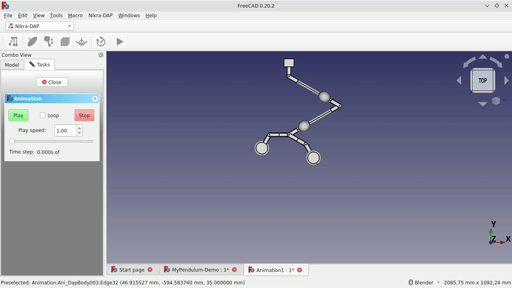 FreeCAD 0.20.2
File Edit View Tools Macro Nikra-DAP Windows Help
Nikra-DAP
Combo View
Model Tasks
Close
Animation
Play Loop Stop
Play speed: 1.00
Time step: 0.000s of
TOP
Y
Z X
Start page MyPendulum-Demo : 1* Animation1 : 1*
Preselected: Animation.Ani_DapBody003.Edge32 (46.915527 mm, -594.583740 mm, 35.000000 mm) Blender 2085,75 mm x 1092,24 mm